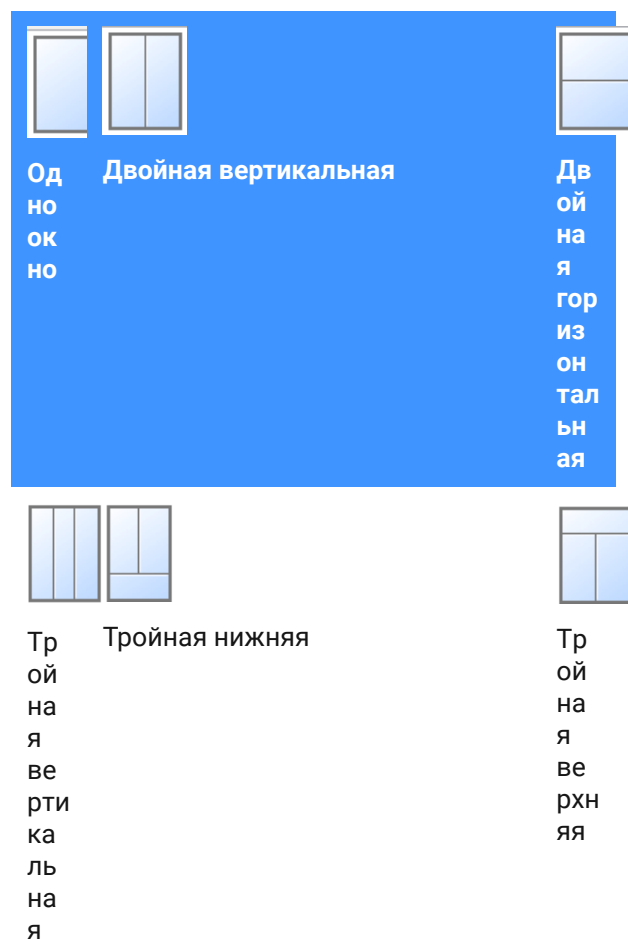 Од
но
ок
но
Двойная вертикальная
Дв
ой
на
я
гор
из
он
тал
ьн
ая
Тр
ой
на
я
ве
рти
ка
ль
на
я
Тройная нижняя
Тр
ой
на
я
ве
рхн
яя